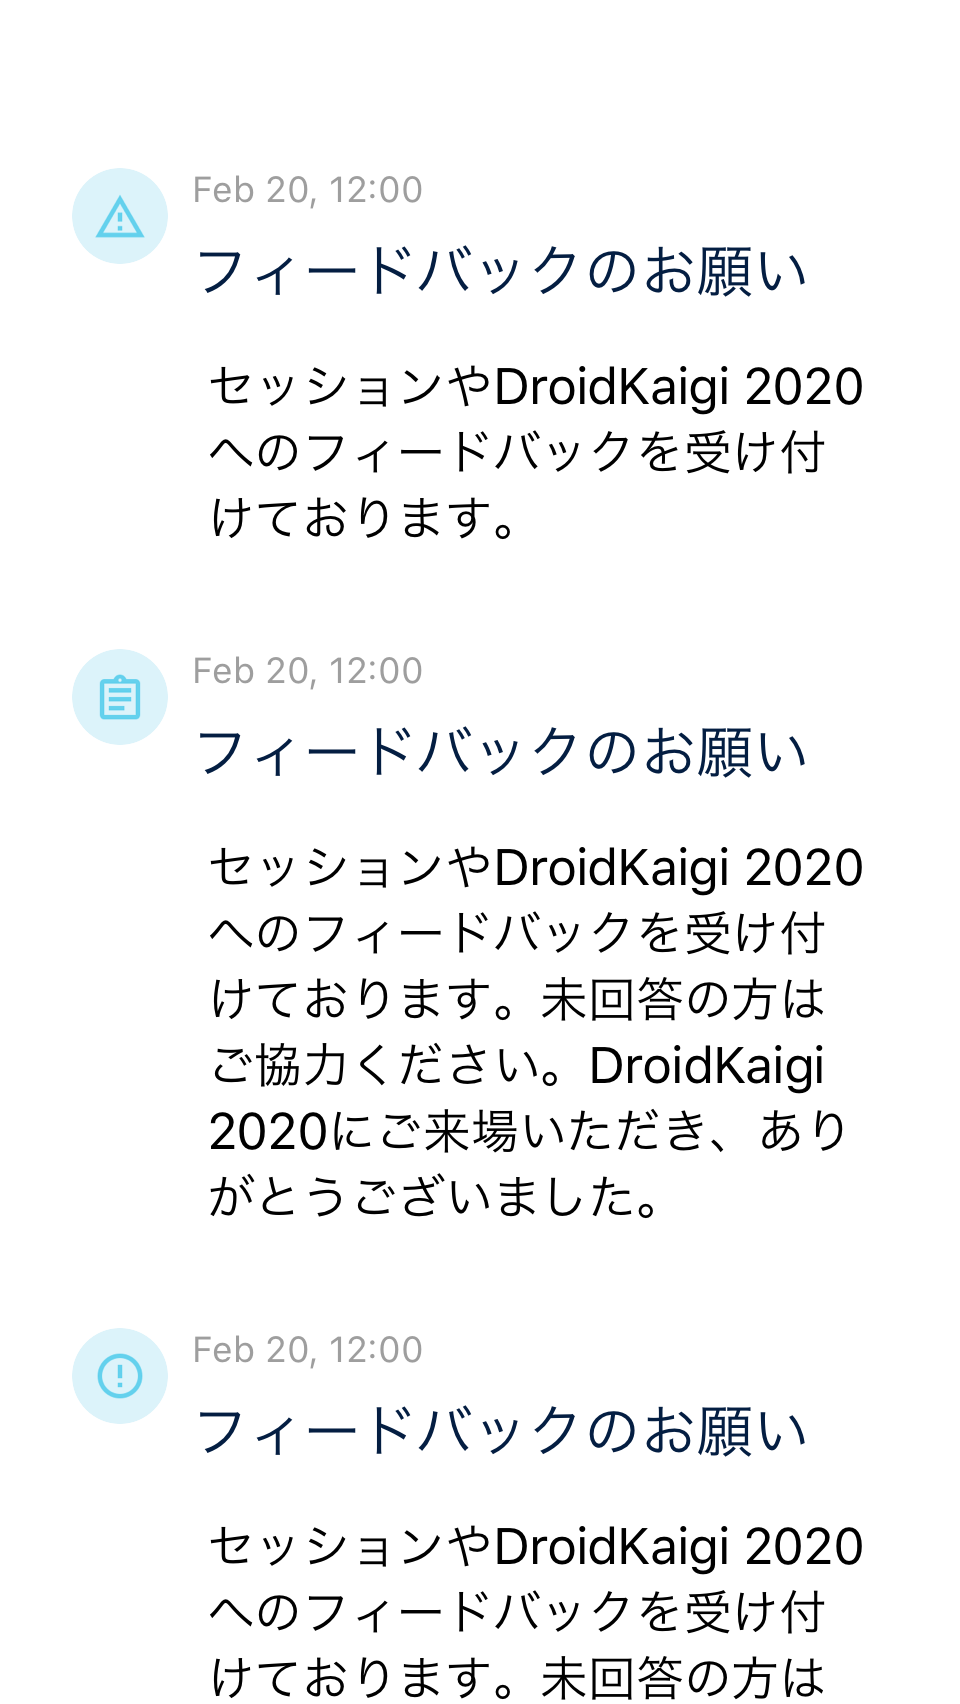 Feb 20, 12:00
フィードバックのお願い
セッションやDroidKaigi 2020
へのフィードバックを受け付
けております。
Feb 20, 12:00
フィードバックのお願い
セッションやDroidKaigi 2020
へのフィードバックを受け付
けております。未回答の方は
ご協力ください。DroidKaigi
2020にご来場いただき、あり
がとうございました。
Feb 20, 12:00
フィードバックのお願い
セッションやDroidKaigi 2020
へのフィードバックを受け付
けております。未回答の方は